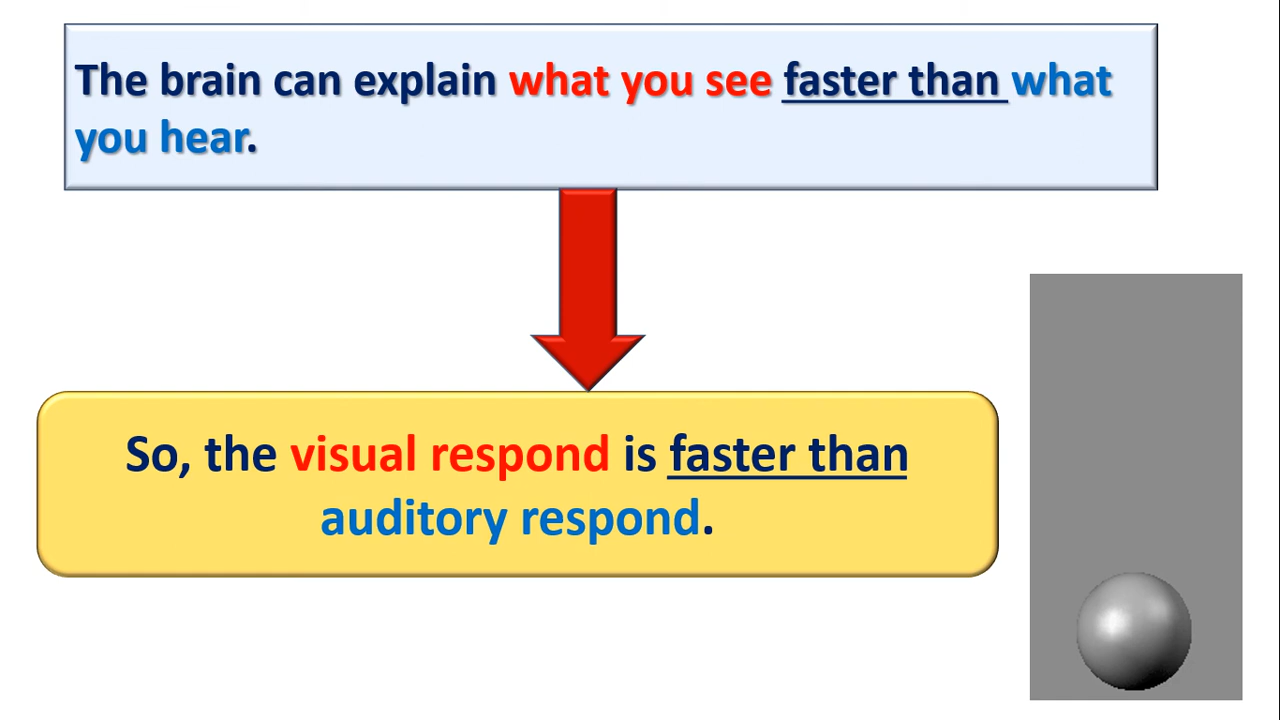 The brain can explain what you see faster than what
you hear.
So, the visual respond is faster than
auditory respond.